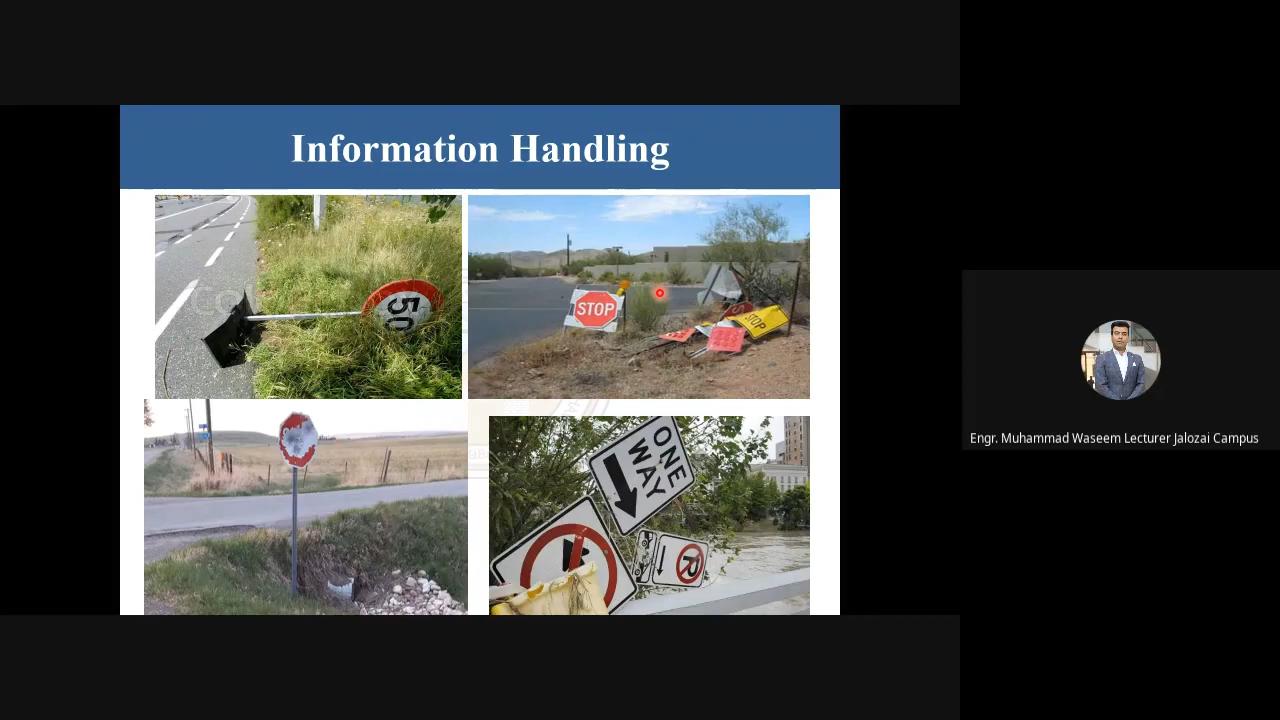 Information Handling
50
STOP
STOP
ONE
WAY
P
Engr. Muhammad Waseem Lecturer Jalozai Campus